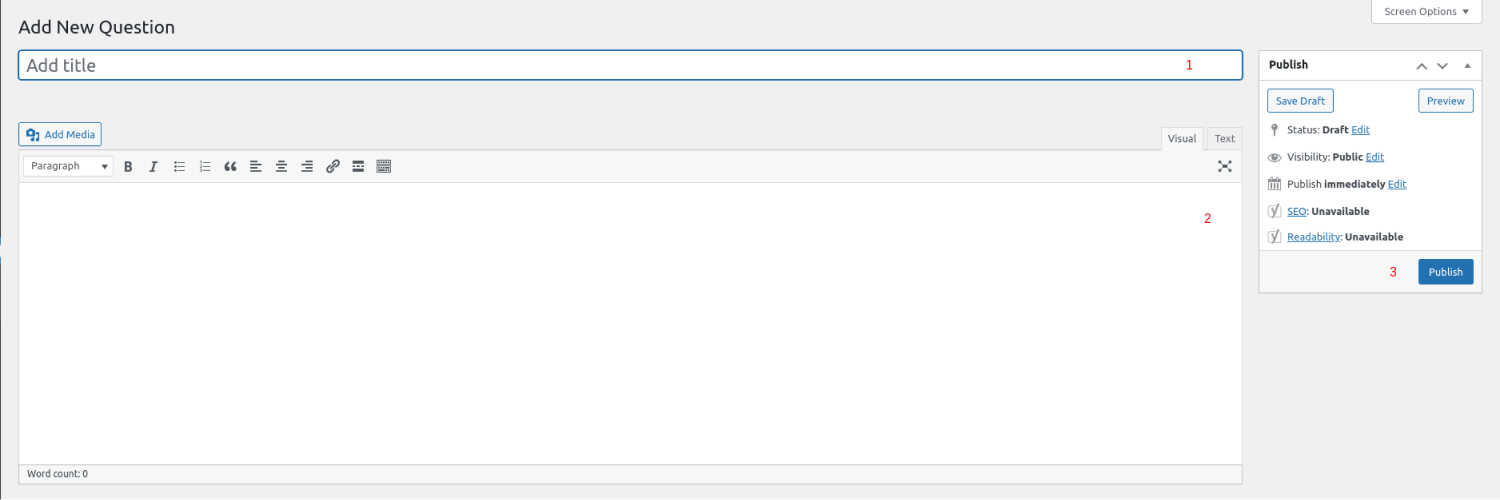 Screen Options
Add New Question
Add title 1
Publish
Save Draft Preview
Add Media
Visual Text
Status: Draft Edit
Paragraph B I
Visibility: Public Edit
Publish immediately Edit
2
SEO: Unavailable
Readability: Unavailable
3 Publish
Word count: 0